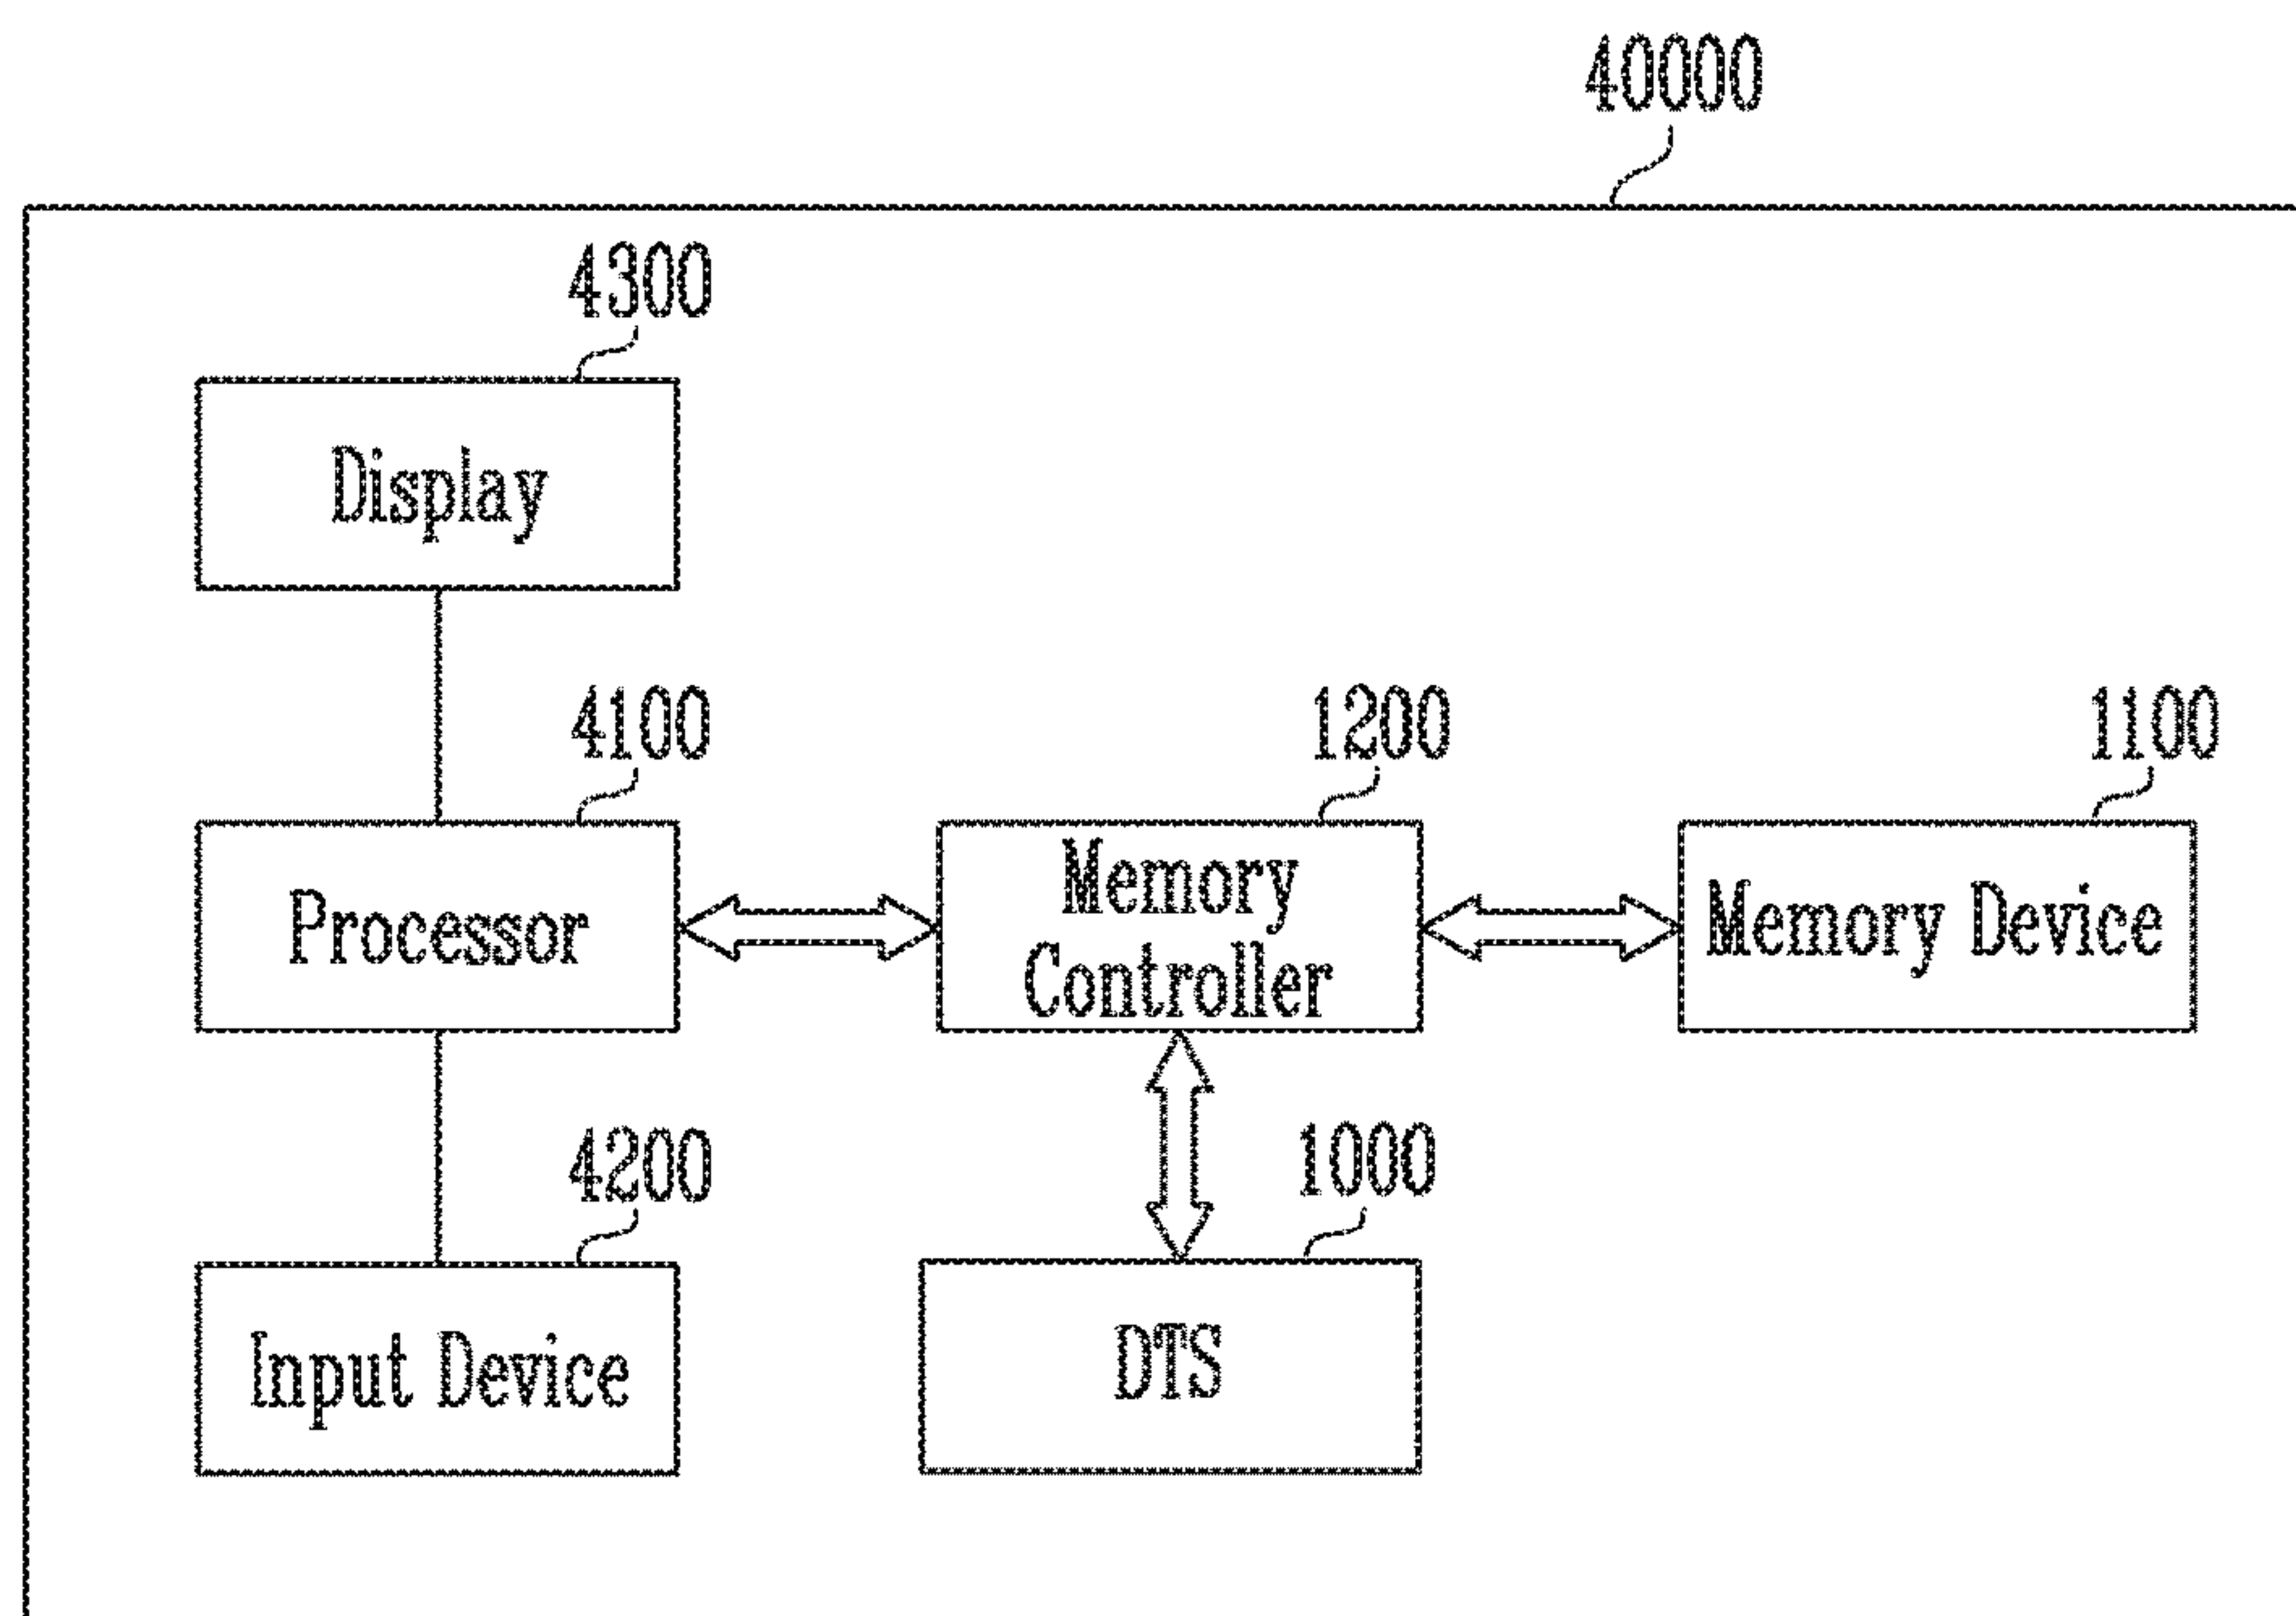 40000
4300
Display
4100
1200
1100
Processor
Memory
Controller
Memory Device
4200
1000
Input Device
DTS